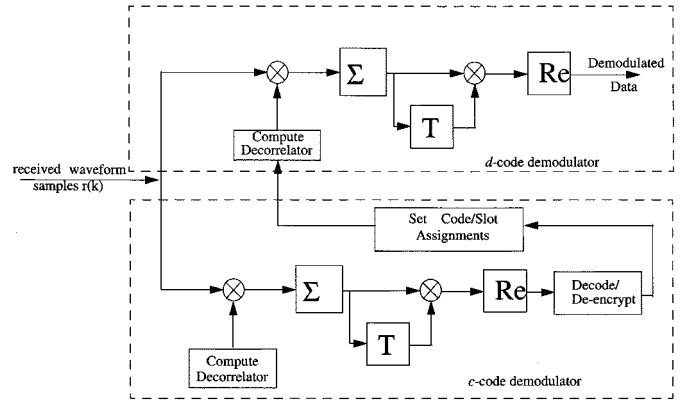 Σ
Re
Demodulated
Data
T
Compute
Decorrelator
d-code demodulator
received waveform
samples r(k)
Set Code/Slot
Assignments
Σ
Re
Decode/
De-encrypt
T
Compute
Decorrelator
c-code demodulator